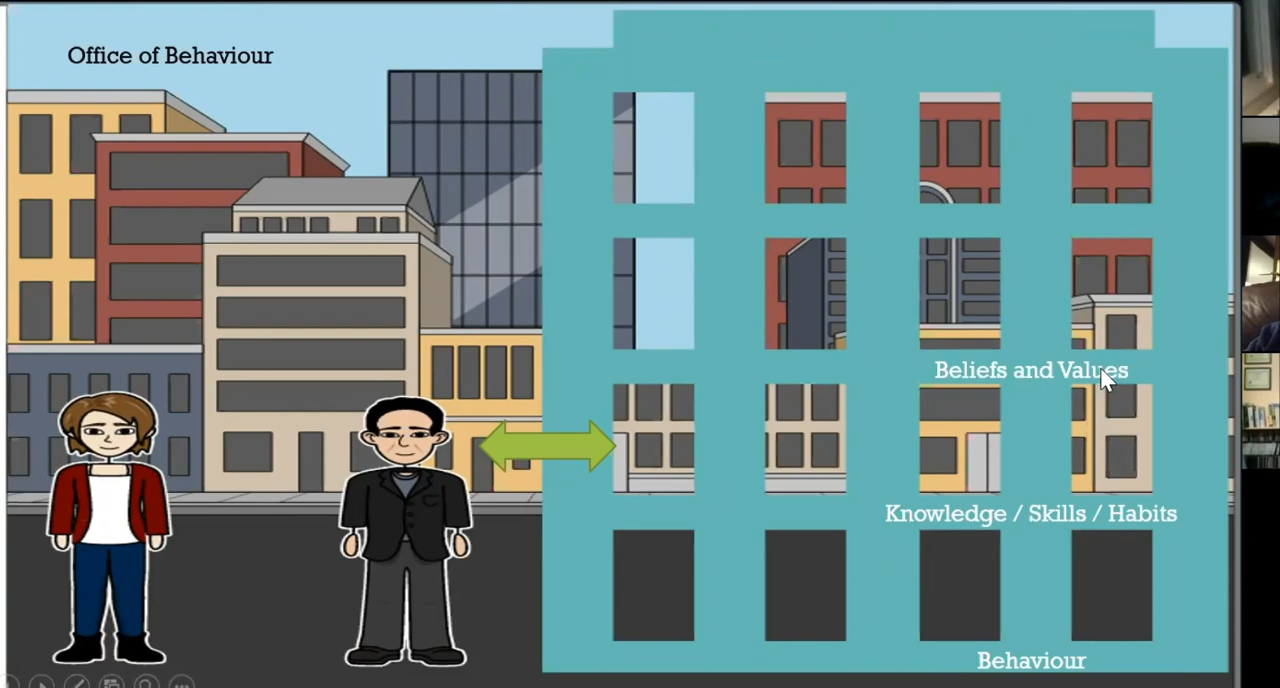 Office of Behaviour
Beliefs and Values
Knowledge / Skills / Habits
Behaviour